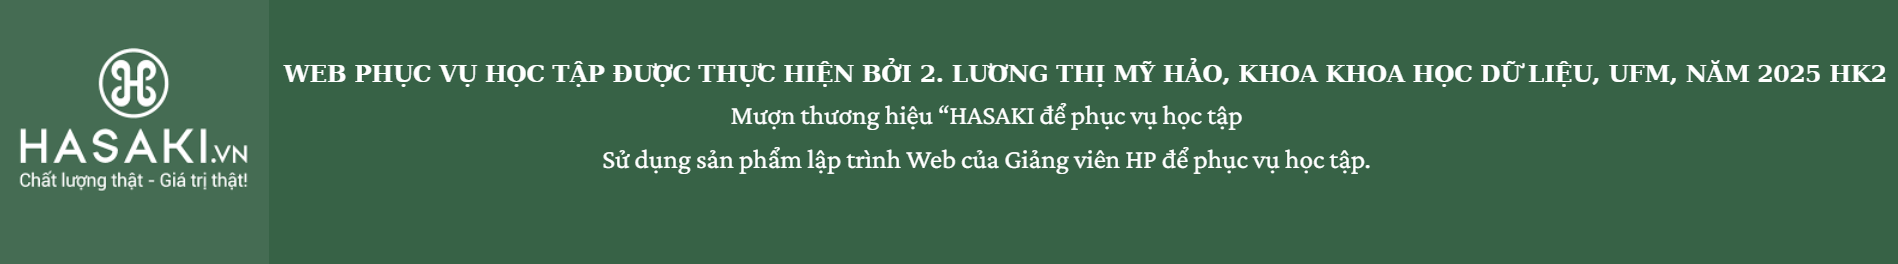 HASAKI.VN
Chất lượng thật - Giá trị thật!
WEB PHỤC VỤ HỌC TẬP ĐƯỢC THỰC HIỆN BỞI 2. LƯƠNG THỊ MỸ HẢO, KHOA KHOA HỌC DỮ LIỆU, UFM, NĂM 2025 HK2
Mượn thương hiệu “HASAKI để phục vụ học tập
Sử dụng sản phẩm lập trình Web của Giảng viên HP để phục vụ học tập.